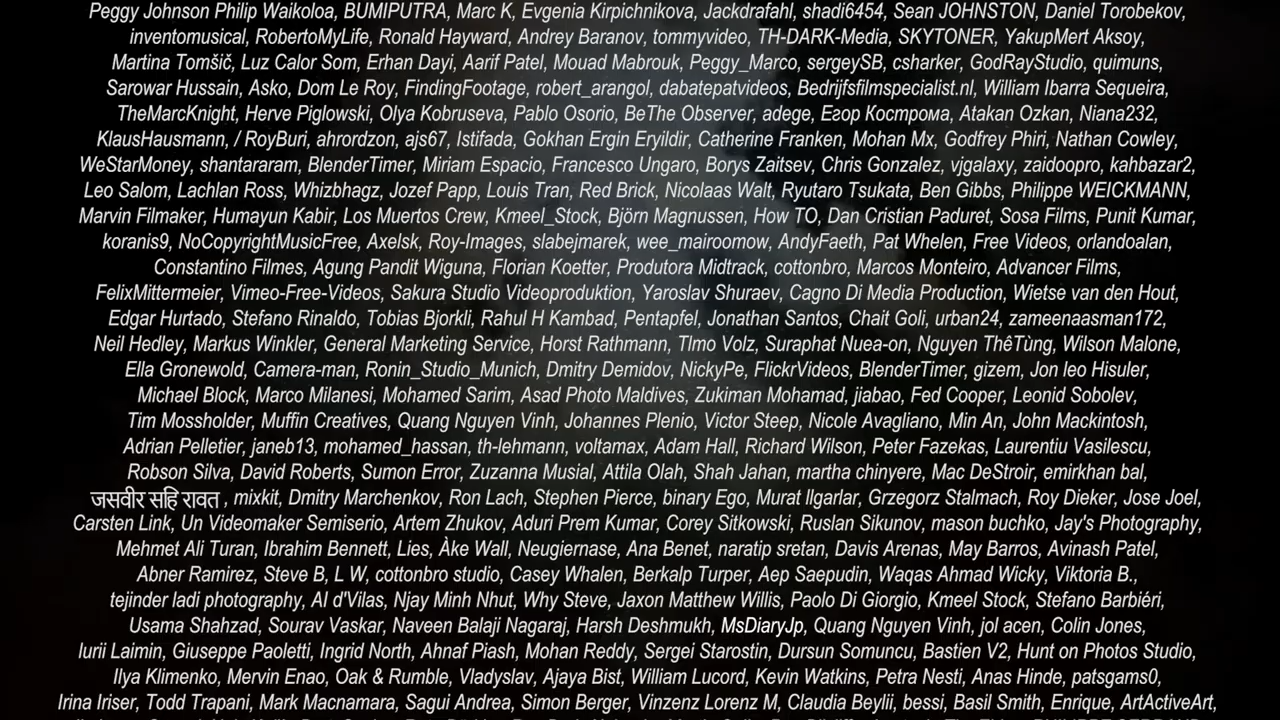 Peggy Johnson Philip Waikoloa, BUMIPUTRA, Marc K, Evgenia Kirpichnikova, Jackdrafahl, shadi6454, Sean JOHNSTON, Daniel Torobekov,
inventomusical, RobertoMyLife, Ronald Hayward, Andrey Baranov, tommyvideo, TH-DARK-Media, SKYTONER, YakupMert Aksoy,
Martina Tomšič, Luz Calor Som, Erhan Dayi, Aarif Patel, Mouad Mabrouk, Peggy_Marco, sergeySB, csharker, GodRayStudio, quimuns,
Sarowar Hussain, Asko, Dom Le Roy, FindingFootage, robert_arangol, dabatepatvideos, Bedrijfsfilmspecialist.nl, William Ibarra Sequeira,
TheMarcKnight, Herve Piglowski, Olya Kobruseva, Pablo Osorio, BeThe Observer, adege, Егор Кострома, Atakan Ozkan, Niana232,
KlausHausmann, / RoyBuri, ahrordzon, ajs67, Istifada, Gokhan Ergin Eryildir, Catherine Franken, Mohan Mx, Godfrey Phiri, Nathan Cowley,
WeStarMoney, shantararam, BlenderTimer, Miriam Espacio, Francesco Ungaro, Borys Zaitsev, Chris Gonzalez, vjgalaxy, zaidoopro, kahbazar2,
Leo Salom, Lachlan Ross, Whizbhagz, Jozef Papp, Louis Tran, Red Brick, Nicolaas Walt, Ryutaro Tsukata, Ben Gibbs, Philippe WEICKMANN,
Marvin Filmaker, Humayun Kabir, Los Muertos Crew, Kmeel_Stock, Björn Magnussen, How TO, Dan Cristian Paduret, Sosa Films, Punit Kumar,
koranis9, NoCopyrightMusicFree, Axelsk, Roy-Images, slabejmarek, wee_mairoomow, AndyFaeth, Pat Whelen, Free Videos, orlandoalan,
Constantino Filmes, Agung Pandit Wiguna, Florian Koetter, Produtora Midtrack, cottonbro, Marcos Monteiro, Advancer Films,
FelixMittermeier, Vimeo-Free-Videos, Sakura Studio Videoproduktion, Yaroslav Shuraev, Cagno Di Media Production, Wietse van den Hout,
Edgar Hurtado, Stefano Rinaldo, Tobias Bjorkli, Rahul H Kambad, Pentapfel, Jonathan Santos, Chait Goli, urban24, zameenaasman172,
Neil Hedley, Markus Winkler, General Marketing Service, Horst Rathmann, TImo Volz, Suraphat Nuea-on, Nguyen ThêTùng, Wilson Malone,
Ella Gronewold, Camera-man, Ronin_Studio_Munich, Dmitry Demidov, NickyPe, FlickrVideos, BlenderTimer, gizem, Jon leo Hisuler,
Michael Block, Marco Milanesi, Mohamed Sarim, Asad Photo Maldives, Zukiman Mohamad, jiabao, Fed Cooper, Leonid Sobolev,
Tim Mossholder, Muffin Creatives, Quang Nguyen Vinh, Johannes Plenio, Victor Steep, Nicole Avagliano, Min An, John Mackintosh,
Adrian Pelletier, janeb13, mohamed_hassan, th-lehmann, voltamax, Adam Hall, Richard Wilson, Peter Fazekas, Laurentiu Vasilescu,
Robson Silva, David Roberts, Sumon Error, Zuzanna Musial, Attila Olah, Shah Jahan, martha chinyere, Mac DeStroir, emirkhan bal,
जसवीर सहि रावत , mixkit, Dmitry Marchenkov, Ron Lach, Stephen Pierce, binary Ego, Murat Ilgarlar, Grzegorz Stalmach, Roy Dieker, Jose Joel,
Carsten Link, Un Videomaker Semiserio, Artem Zhukov, Aduri Prem Kumar, Corey Sitkowski, Ruslan Sikunov, mason buchko, Jay's Photography,
Mehmet Ali Turan, Ibrahim Bennett, Lies, Àke Wall, Neugiernase, Ana Benet, naratip sretan, Davis Arenas, May Barros, Avinash Patel,
Abner Ramirez, Steve B, L W, cottonbro studio, Casey Whalen, Berkalp Turper, Aep Saepudin, Waqas Ahmad Wicky, Viktoria B.,
tejinder ladi photography, Al d'Vilas, Njay Minh Nhut, Why Steve, Jaxon Matthew Willis, Paolo Di Giorgio, Kmeel Stock, Stefano Barbiéri,
Usama Shahzad, Sourav Vaskar, Naveen Balaji Nagaraj, Harsh Deshmukh, MsDiaryJp, Quang Nguyen Vinh, jol acen, Colin Jones,
Iurii Laimin, Giuseppe Paoletti, Ingrid North, Ahnaf Piash, Mohan Reddy, Sergei Starostin, Dursun Somuncu, Bastien V2, Hunt on Photos Studio,
Ilya Klimenko, Mervin Enao, Oak & Rumble, Vladyslav, Ajaya Bist, William Lucord, Kevin Watkins, Petra Nesti, Anas Hinde, patsgams0,
Irina Iriser, Todd Trapani, Mark Macnamara, Sagui Andrea, Simon Berger, Vinzenz Lorenz M, Claudia Beylii, bessi, Basil Smith, Enrique, ArtActiveArt,